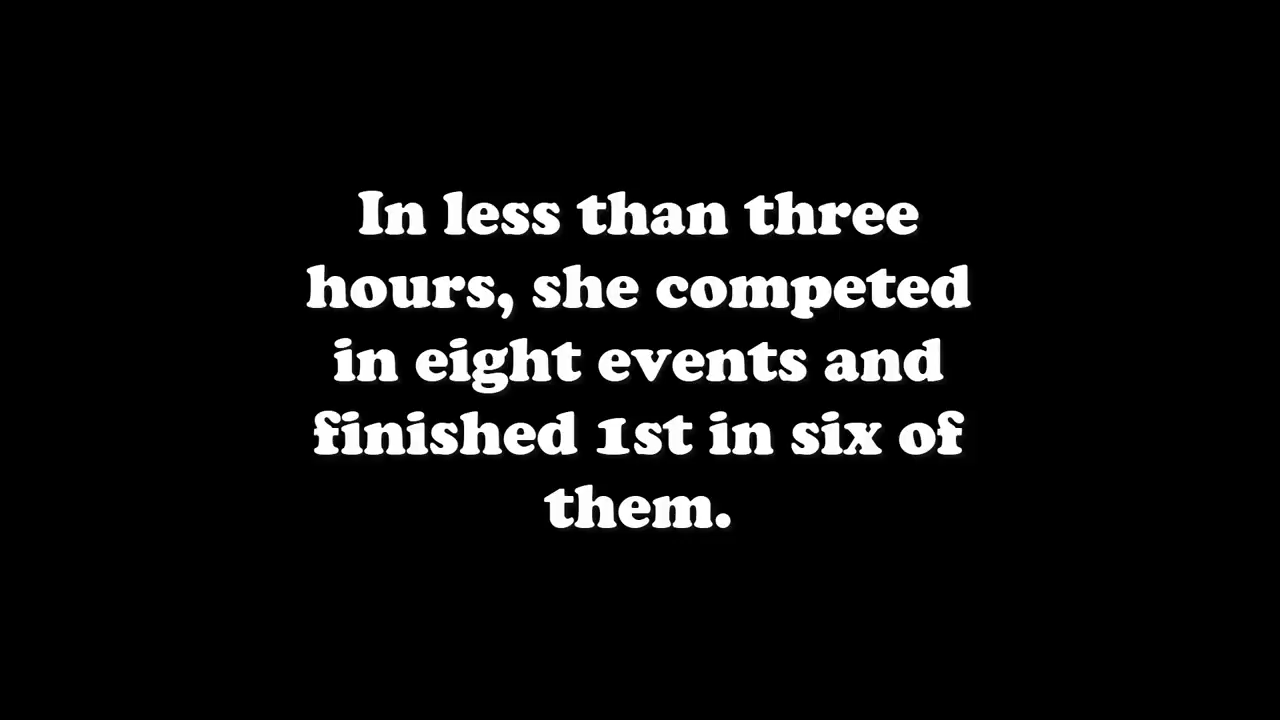 In less than three
hours, she competed
in eight events and
finished 1st in six of
them.